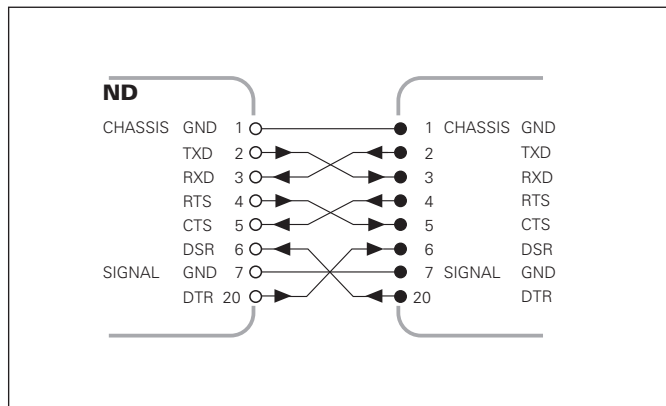 ND
CHASSIS GND 1 1 CHASSIS GND
TXD 2 2 TXD
RXD 3 3 RXD
RTS 4 4 RTS
CTS 5 5 CTS
DSR 6 6 DSR
SIGNAL GND 7 7 SIGNAL GND
DTR 20 20 DTR